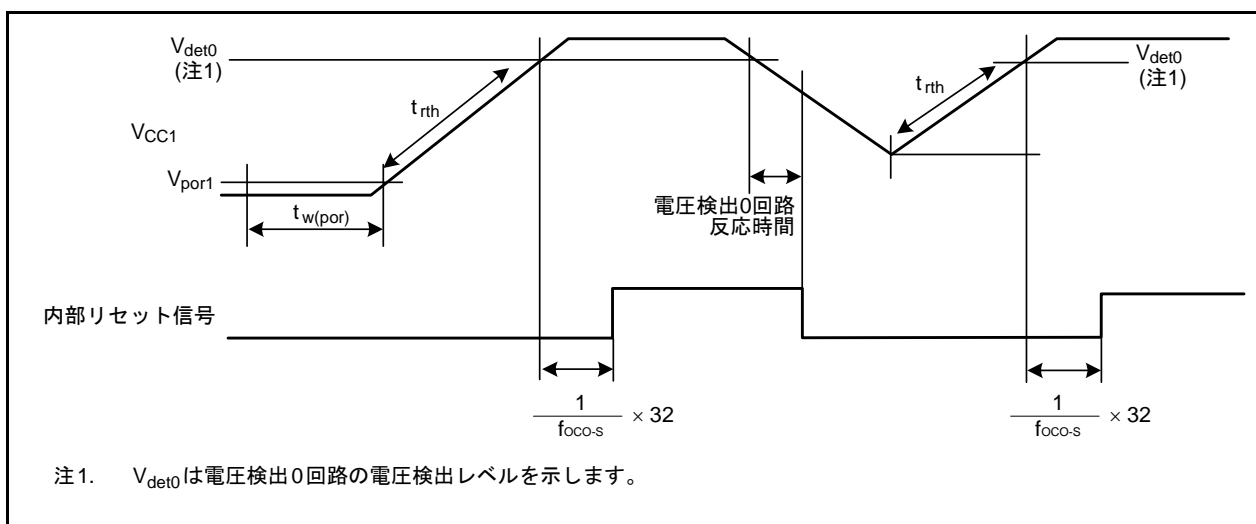 Vdet0
(注1)
trth
VCC1
Vpor1
tw(por)
trth
Vdet0
(注1)
電圧検出0回路
反応時間
内部リセット信号
1
fOCO-S
× 32
1
fOCO-S
× 32
注1. Vdet0は電圧検出0回路の電圧検出レベルを示します。